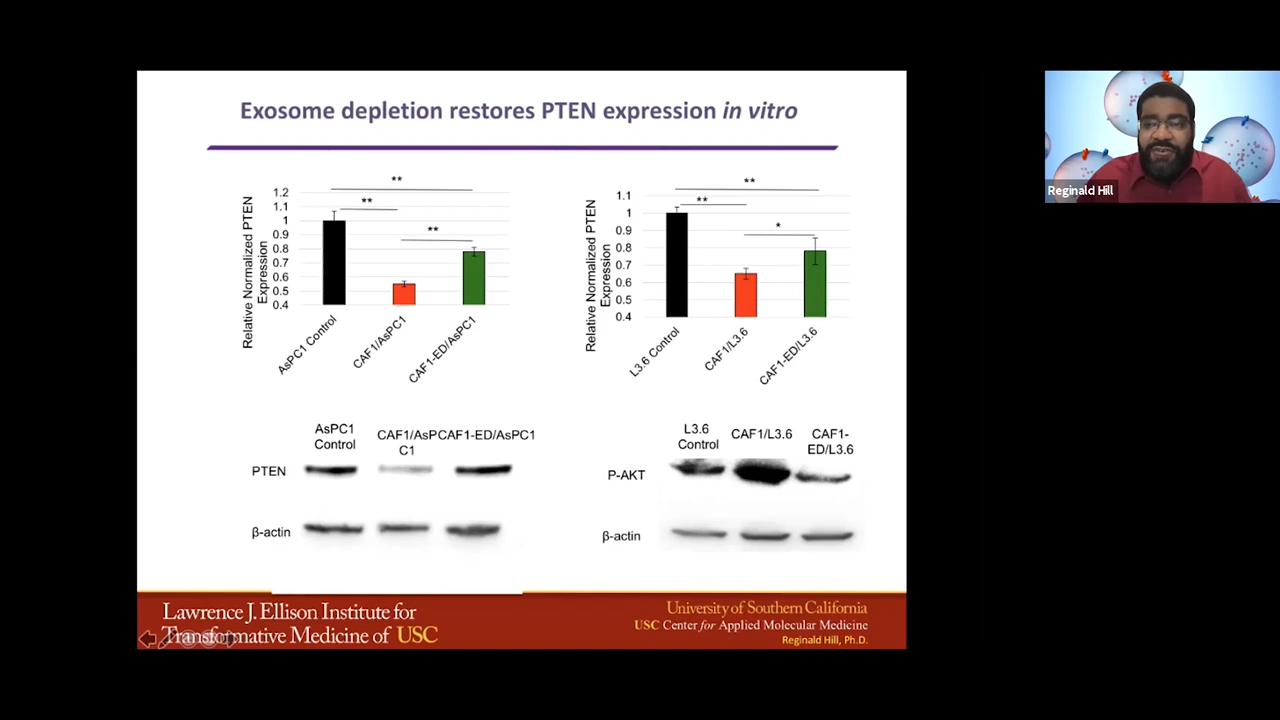 Exosome depletion restores PTEN expression in vitro
Relative Normalized PTEN
Expression
1.2
1.1
1
0.9
0.8
0.7
0.6
0.5
0.4
**
**
**
AsPC1 Control
CAF1/AsPC1
CAF1-ED/AsPC1
Relative Normalized PTEN
Expression
1.1
1
0.9
0.8
0.7
0.6
0.5
0.4
**
**
*
L3.6 Control
CAF1/L3.6
CAF1-ED/L3.6
AsPC1
Control
CAF1/AsPCAF1-ED/AsPC1
C1
PTEN
β-actin
L3.6
Control
CAF1/L3.6
CAF1-
ED/L3.6
P-AKT
β-actin
Lawrence J. Ellison Institute for
Transformative Medicine of USC
University of Southern California
USC Center for Applied Molecular Medicine
Reginald Hill, Ph.D.
Reginald Hill